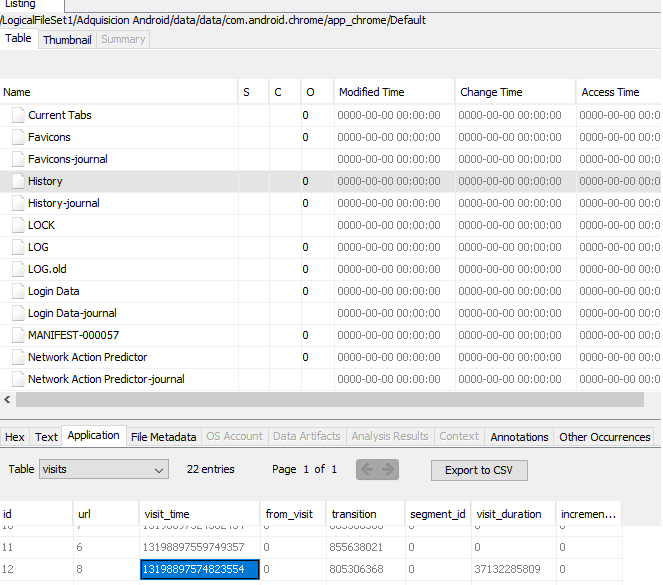 Listing
/LogicalFileSet1/Adquisicion Android/data/data/com.android.chrome/app_chrome/Default
Table Thumbnail Summary
Name S C O Modified Time Change Time Access Time
Current Tabs 0 0000-00-00 00:00:00 0000-00-00 00:00:00 0000-00-00 00:0
Favicons 0 0000-00-00 00:00:00 0000-00-00 00:00:00 0000-00-00 00:0
Favicons-journal 0000-00-00 00:00:00 0000-00-00 00:00:00 0000-00-00 00:0
History 0 0000-00-00 00:00:00 0000-00-00 00:00:00 0000-00-00 00:0
History-journal 0 0000-00-00 00:00:00 0000-00-00 00:00:00 0000-00-00 00:0
LOCK 0000-00-00 00:00:00 0000-00-00 00:00:00 0000-00-00 00:0
LOG 0 0000-00-00 00:00:00 0000-00-00 00:00:00 0000-00-00 00:0
LOG.old 0 0000-00-00 00:00:00 0000-00-00 00:00:00 0000-00-00 00:0
Login Data 0 0000-00-00 00:00:00 0000-00-00 00:00:00 0000-00-00 00:0
Login Data-journal 0000-00-00 00:00:00 0000-00-00 00:00:00 0000-00-00 00:0
MANIFEST-000057 0 0000-00-00 00:00:00 0000-00-00 00:00:00 0000-00-00 00:0
Network Action Predictor 0 0000-00-00 00:00:00 0000-00-00 00:00:00 0000-00-00 00:0
Network Action Predictor-journal 0000-00-00 00:00:00 0000-00-00 00:00:00 0000-00-00 00:0
Hex Text Application File Metadata OS Account Data Artifacts Analysis Results Context Annotations Other Occurrences
Table visits 22 entries Page 1 of 1 Export to CSV
id url visit_time from_visit transition segment_id visit_duration incremen...
11 6 13198897559749357 0 855638021 0 0 0
12 8 13198897574823554 0 805306368 0 37132285809 0